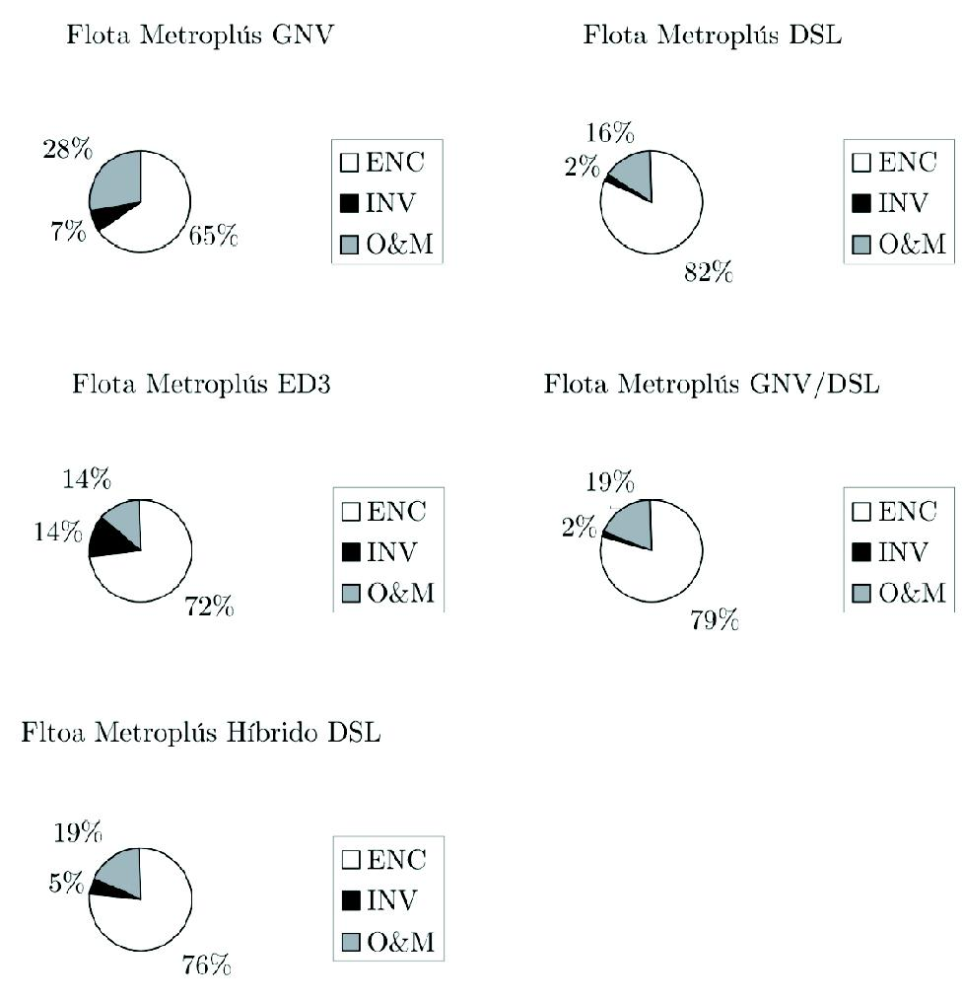 Flota Metroplús GNV
28%
7%
65%
ENC
INV
O&M
Flota Metroplús DSL
16%
2%
82%
ENC
INV
O&M
Flota Metroplús ED3
14%
14%
72%
ENC
INV
O&M
Flota Metroplús GNV/DSL
19%
2%
79%
ENC
INV
O&M
Fltoa Metroplús Híbrido DSL
19%
5%
76%
ENC
INV
O&M